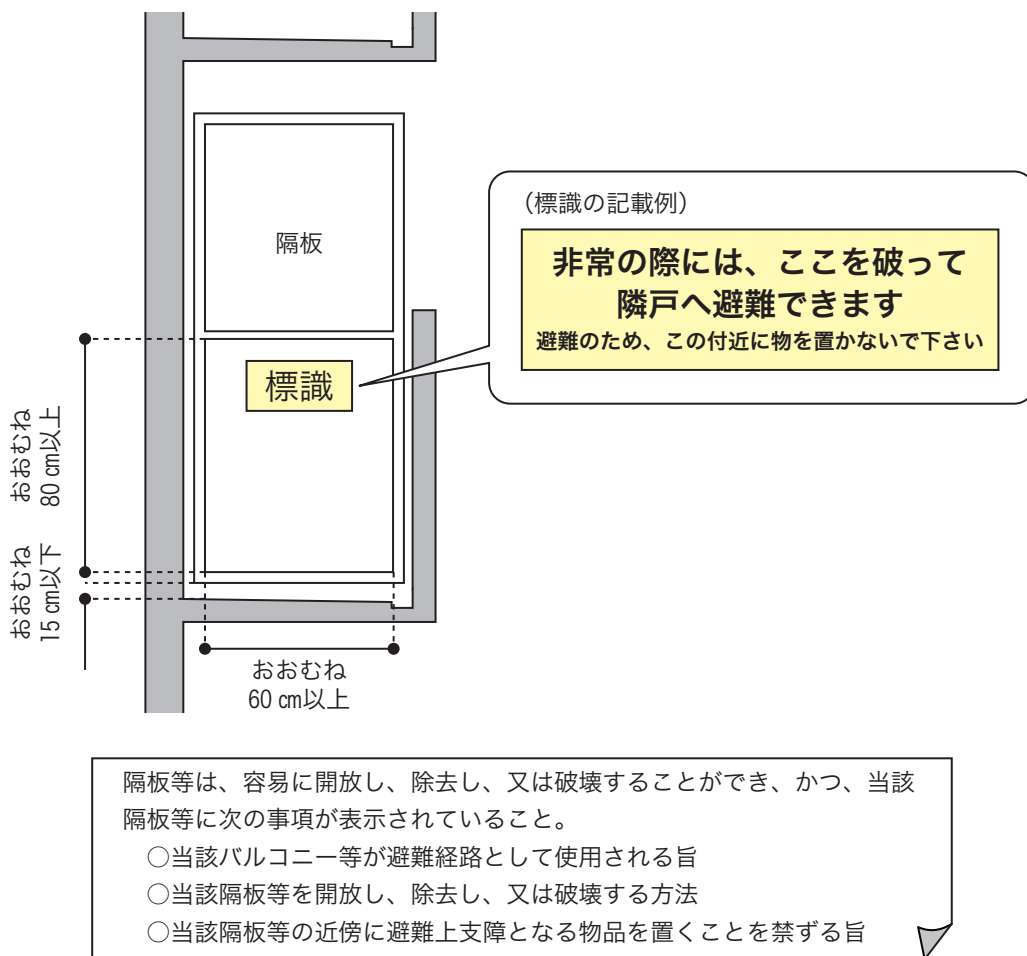 隔板
（標識の記載例）
非常の際には、ここを破って
隣戸へ避難できます
避難のため、この付近に物を置かないで下さい
標識
おおむね
80 ㎝以上
おおむね
15 ㎝以下
おおむね
60 ㎝以上
隔板等は、容易に開放し、除去し、又は破壊することができ、かつ、当該
隔板等に次の事項が表示されていること。
○当該バルコニー等が避難経路として使用される旨
○当該隔板等を開放し、除去し、又は破壊する方法
○当該隔板等の近傍に避難上支障となる物品を置くことを禁ずる旨